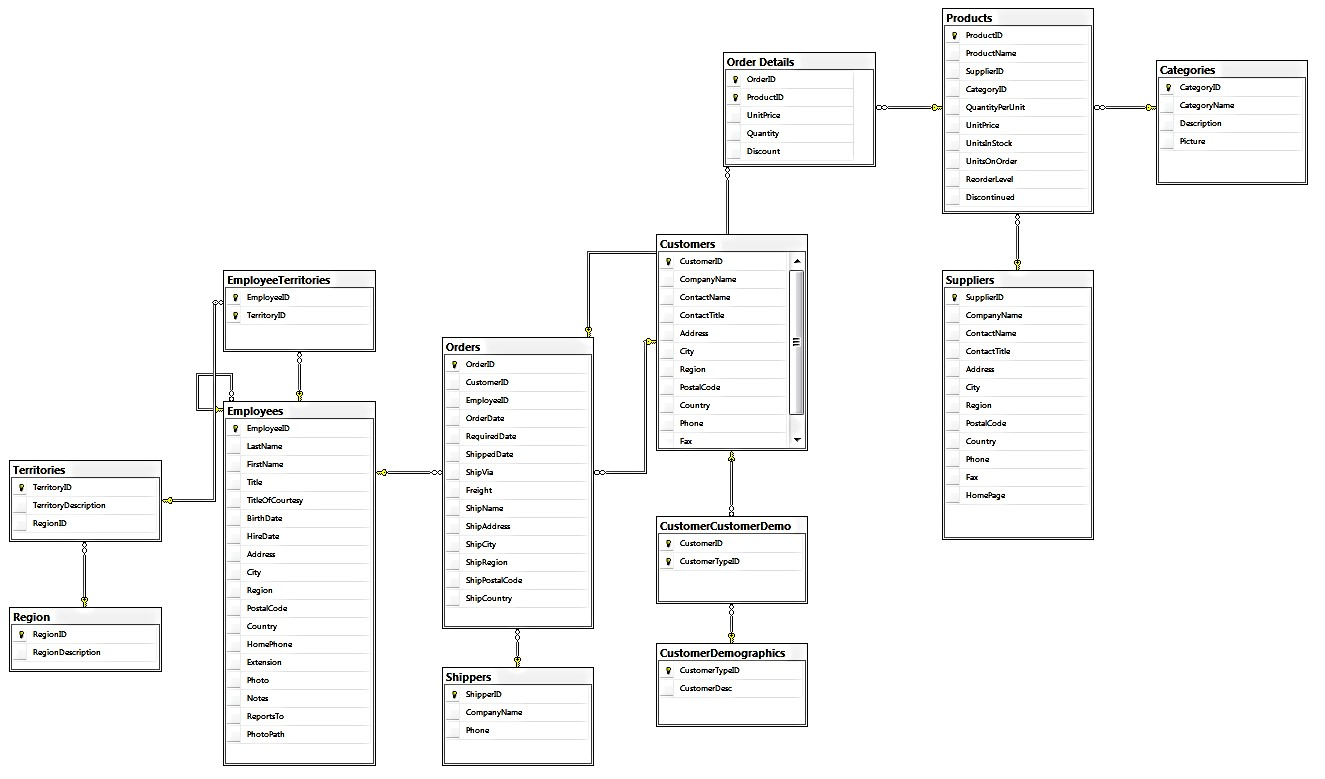 Products
ProductID
ProductName
SupplierID
CategoryID
QuantityPerUnit
UnitPrice
UnitsInStock
UnitsOnOrder
ReorderLevel
Discontinued
Order Details
OrderID
ProductID
UnitPrice
Quantity
Discount
Categories
CategoryID
CategoryName
Description
Picture
Customers
CustomerID
CompanyName
ContactName
ContactTitle
Address
City
Region
PostalCode
Country
Phone
Fax
Suppliers
SupplierID
CompanyName
ContactName
ContactTitle
Address
City
Region
PostalCode
Country
Phone
Fax
HomePage
EmployeeTerritories
EmployeeID
TerritoryID
Orders
OrderID
CustomerID
EmployeeID
OrderDate
RequiredDate
ShippedDate
ShipVia
Freight
ShipName
ShipAddress
ShipCity
ShipRegion
ShipPostalCode
ShipCountry
Employees
EmployeeID
LastName
FirstName
Title
TitleOfCourtesy
BirthDate
HireDate
Address
City
Region
PostalCode
Country
HomePhone
Extension
Photo
Notes
ReportsTo
PhotoPath
Territories
TerritoryID
TerritoryDescription
RegionID
Region
RegionID
RegionDescription
CustomerCustomerDemo
CustomerID
CustomerTypeID
CustomerDemographics
CustomerTypeID
CustomerDesc
Shippers
ShipperID
CompanyName
Phone